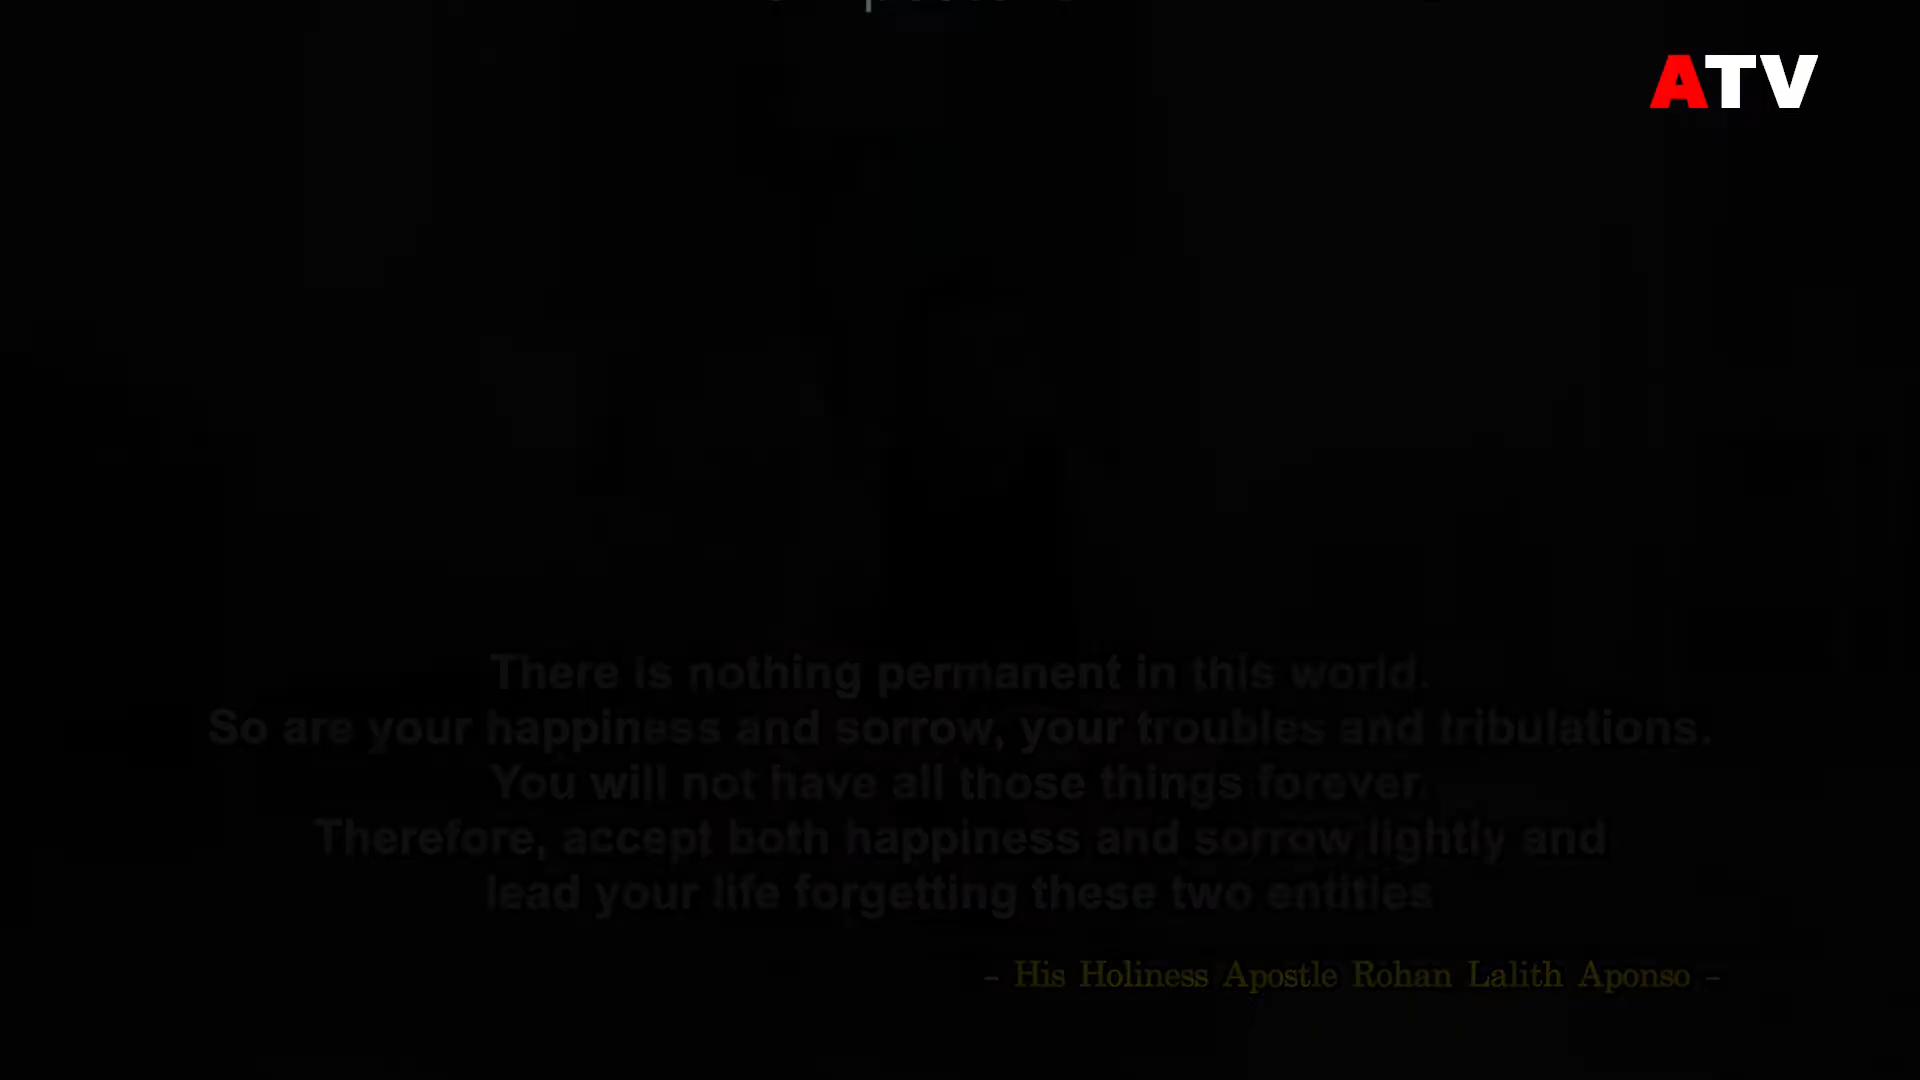 ATV
There is nothing permanent in this world.
So are your happiness and sorrow, your troubles and tribulations.
You will not have all those things forever.
Therefore, accept both happiness and sorrow lightly and
lead your life forgetting these two entities
– His Holiness Apostle Rohan Lalith Aponso –